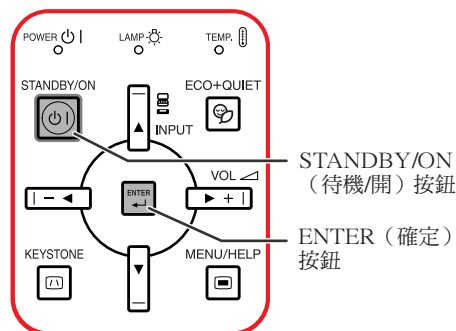 POWER LAMP TEMP.
STANDBY/ON ECO+QUIET
INPUT
VOL
ENTER
KEYSTONE MENU/HELP
STANDBY/ON
（待機/開）按鈕
ENTER（確定）
按鈕